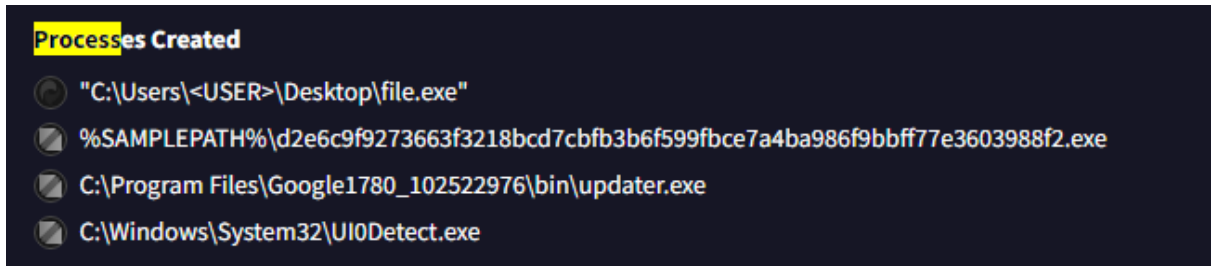 Processes Created
"C:\Users\<USER>\Desktop\file.exe"
%SAMPLEPATH%\d2e6c9f9273663f3218bcd7cbfb3b6f599fbce7a4ba986f9bbff77e3603988f2.exe
C:\Program Files\Google1780_102522976\bin\updater.exe
C:\Windows\System32\UI0Detect.exe